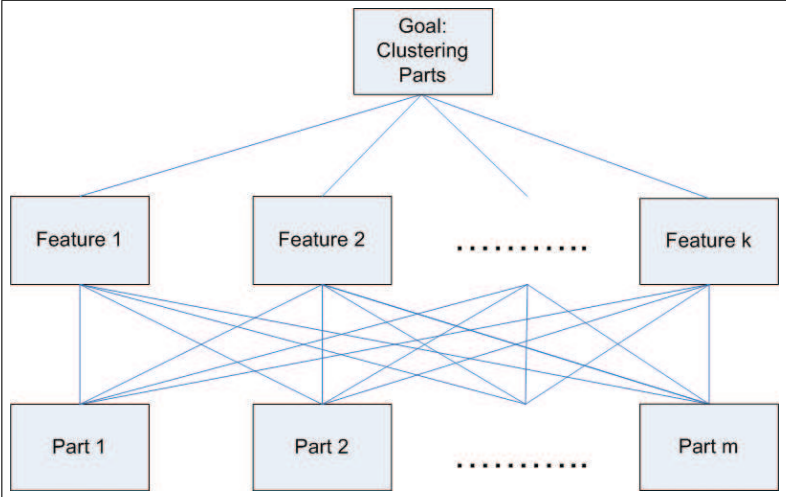 Goal:
Clustering
Parts
Feature 1
Feature 2
...........
Feature k
Part 1
Part 2
...........
Part m